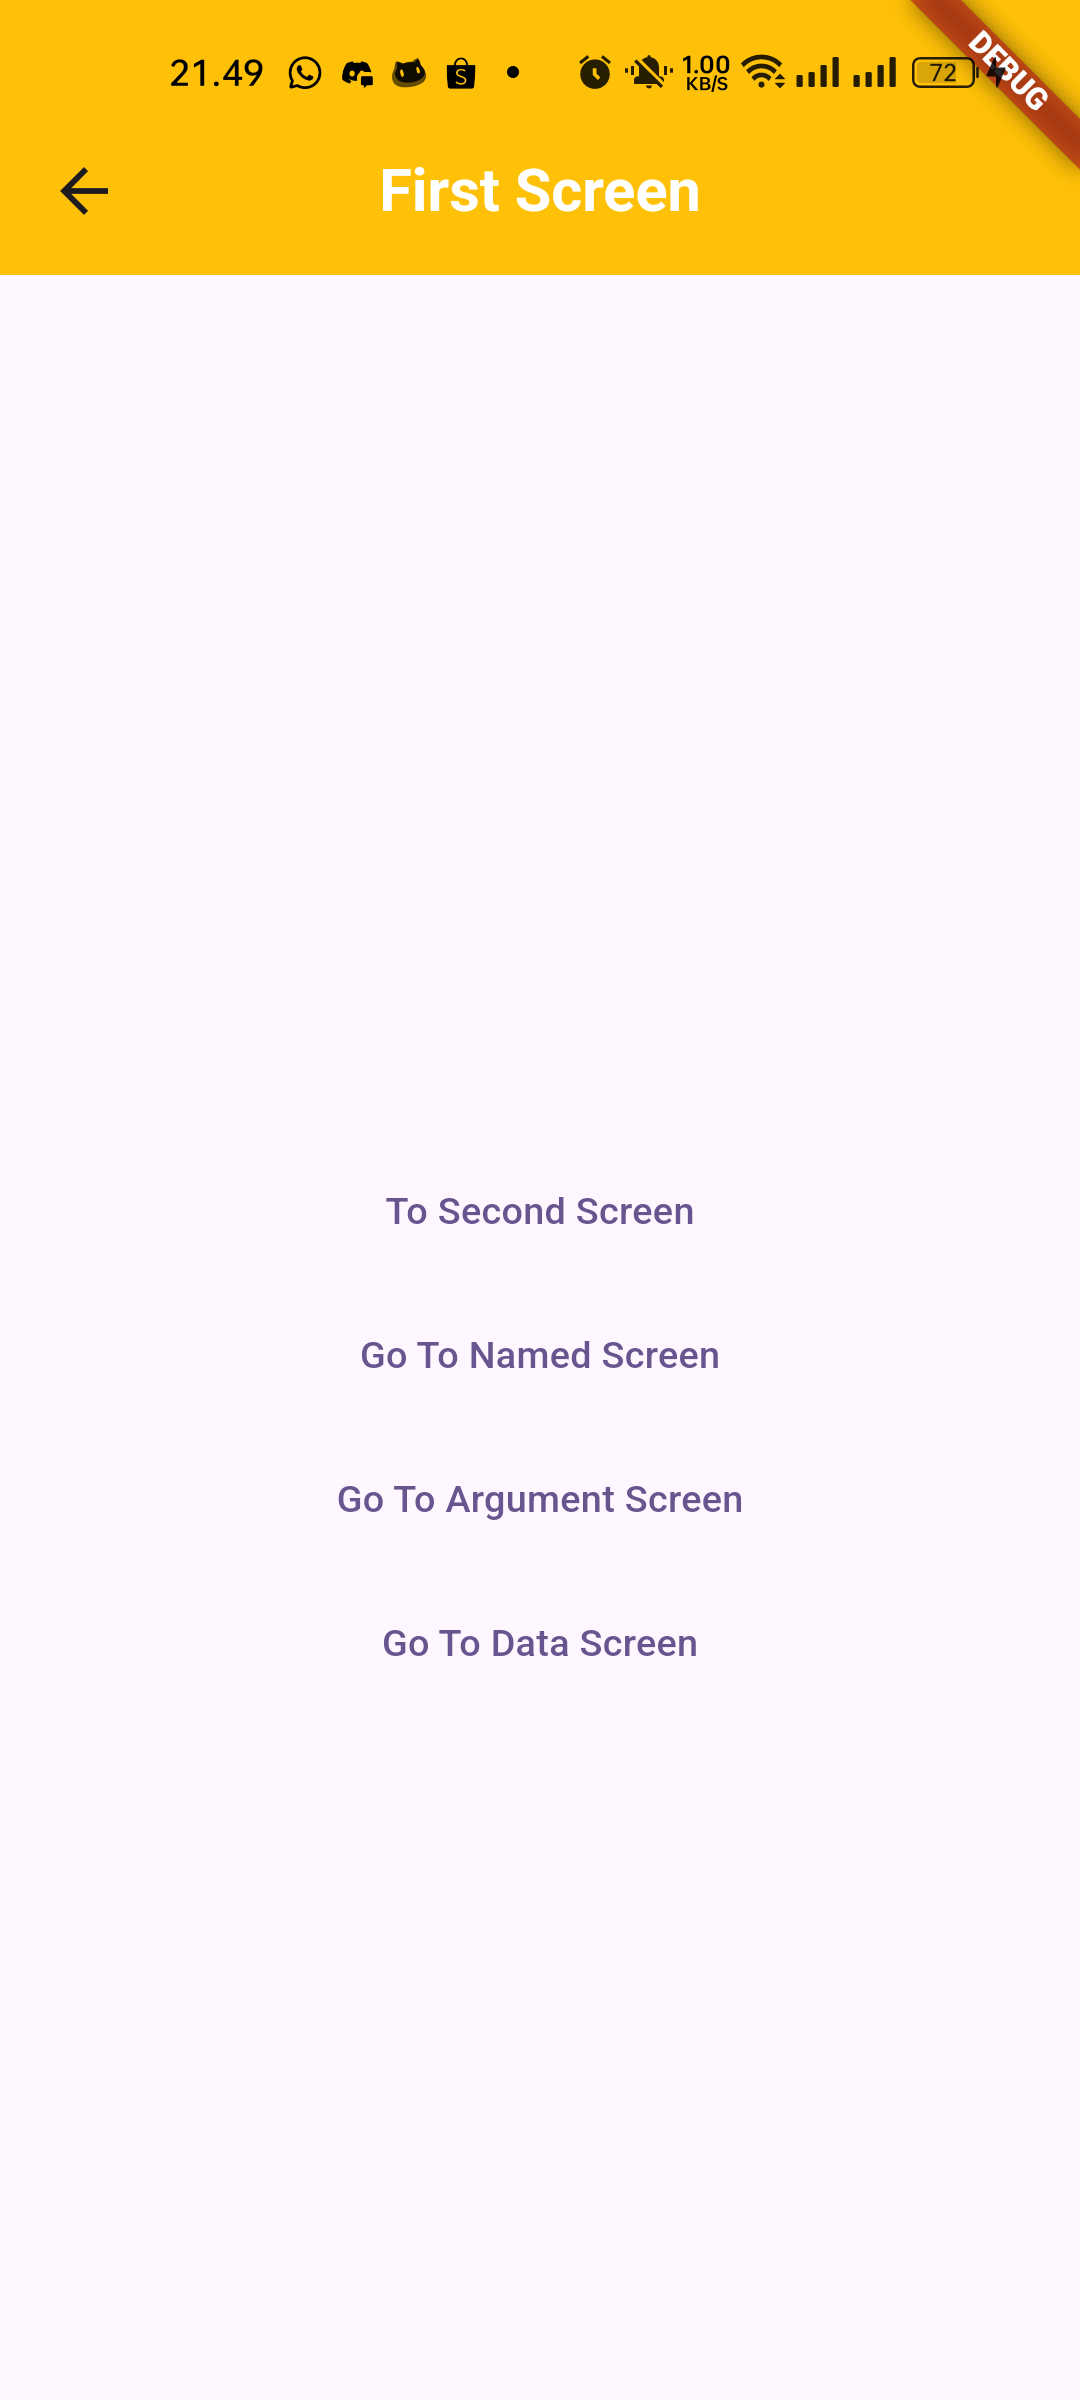 21.49
1.00
KB/S
72
DEBUG
First Screen
To Second Screen
Go To Named Screen
Go To Argument Screen
Go To Data Screen